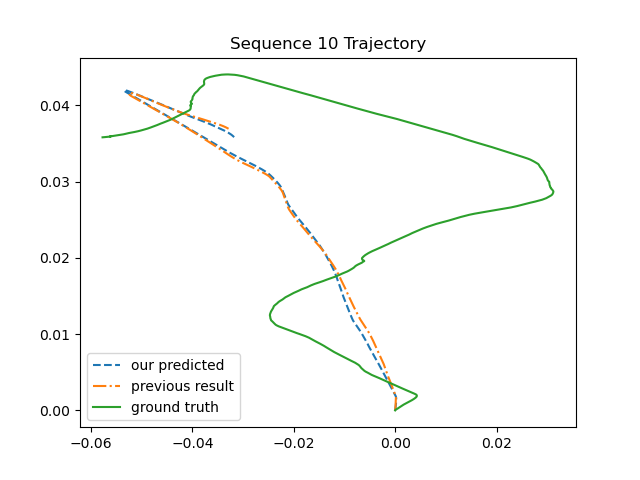 Sequence 10 Trajectory
0.04
0.03
0.02
0.01
0.00
our predicted
previous result
ground truth
−0.06 −0.04 −0.02 0.00 0.02